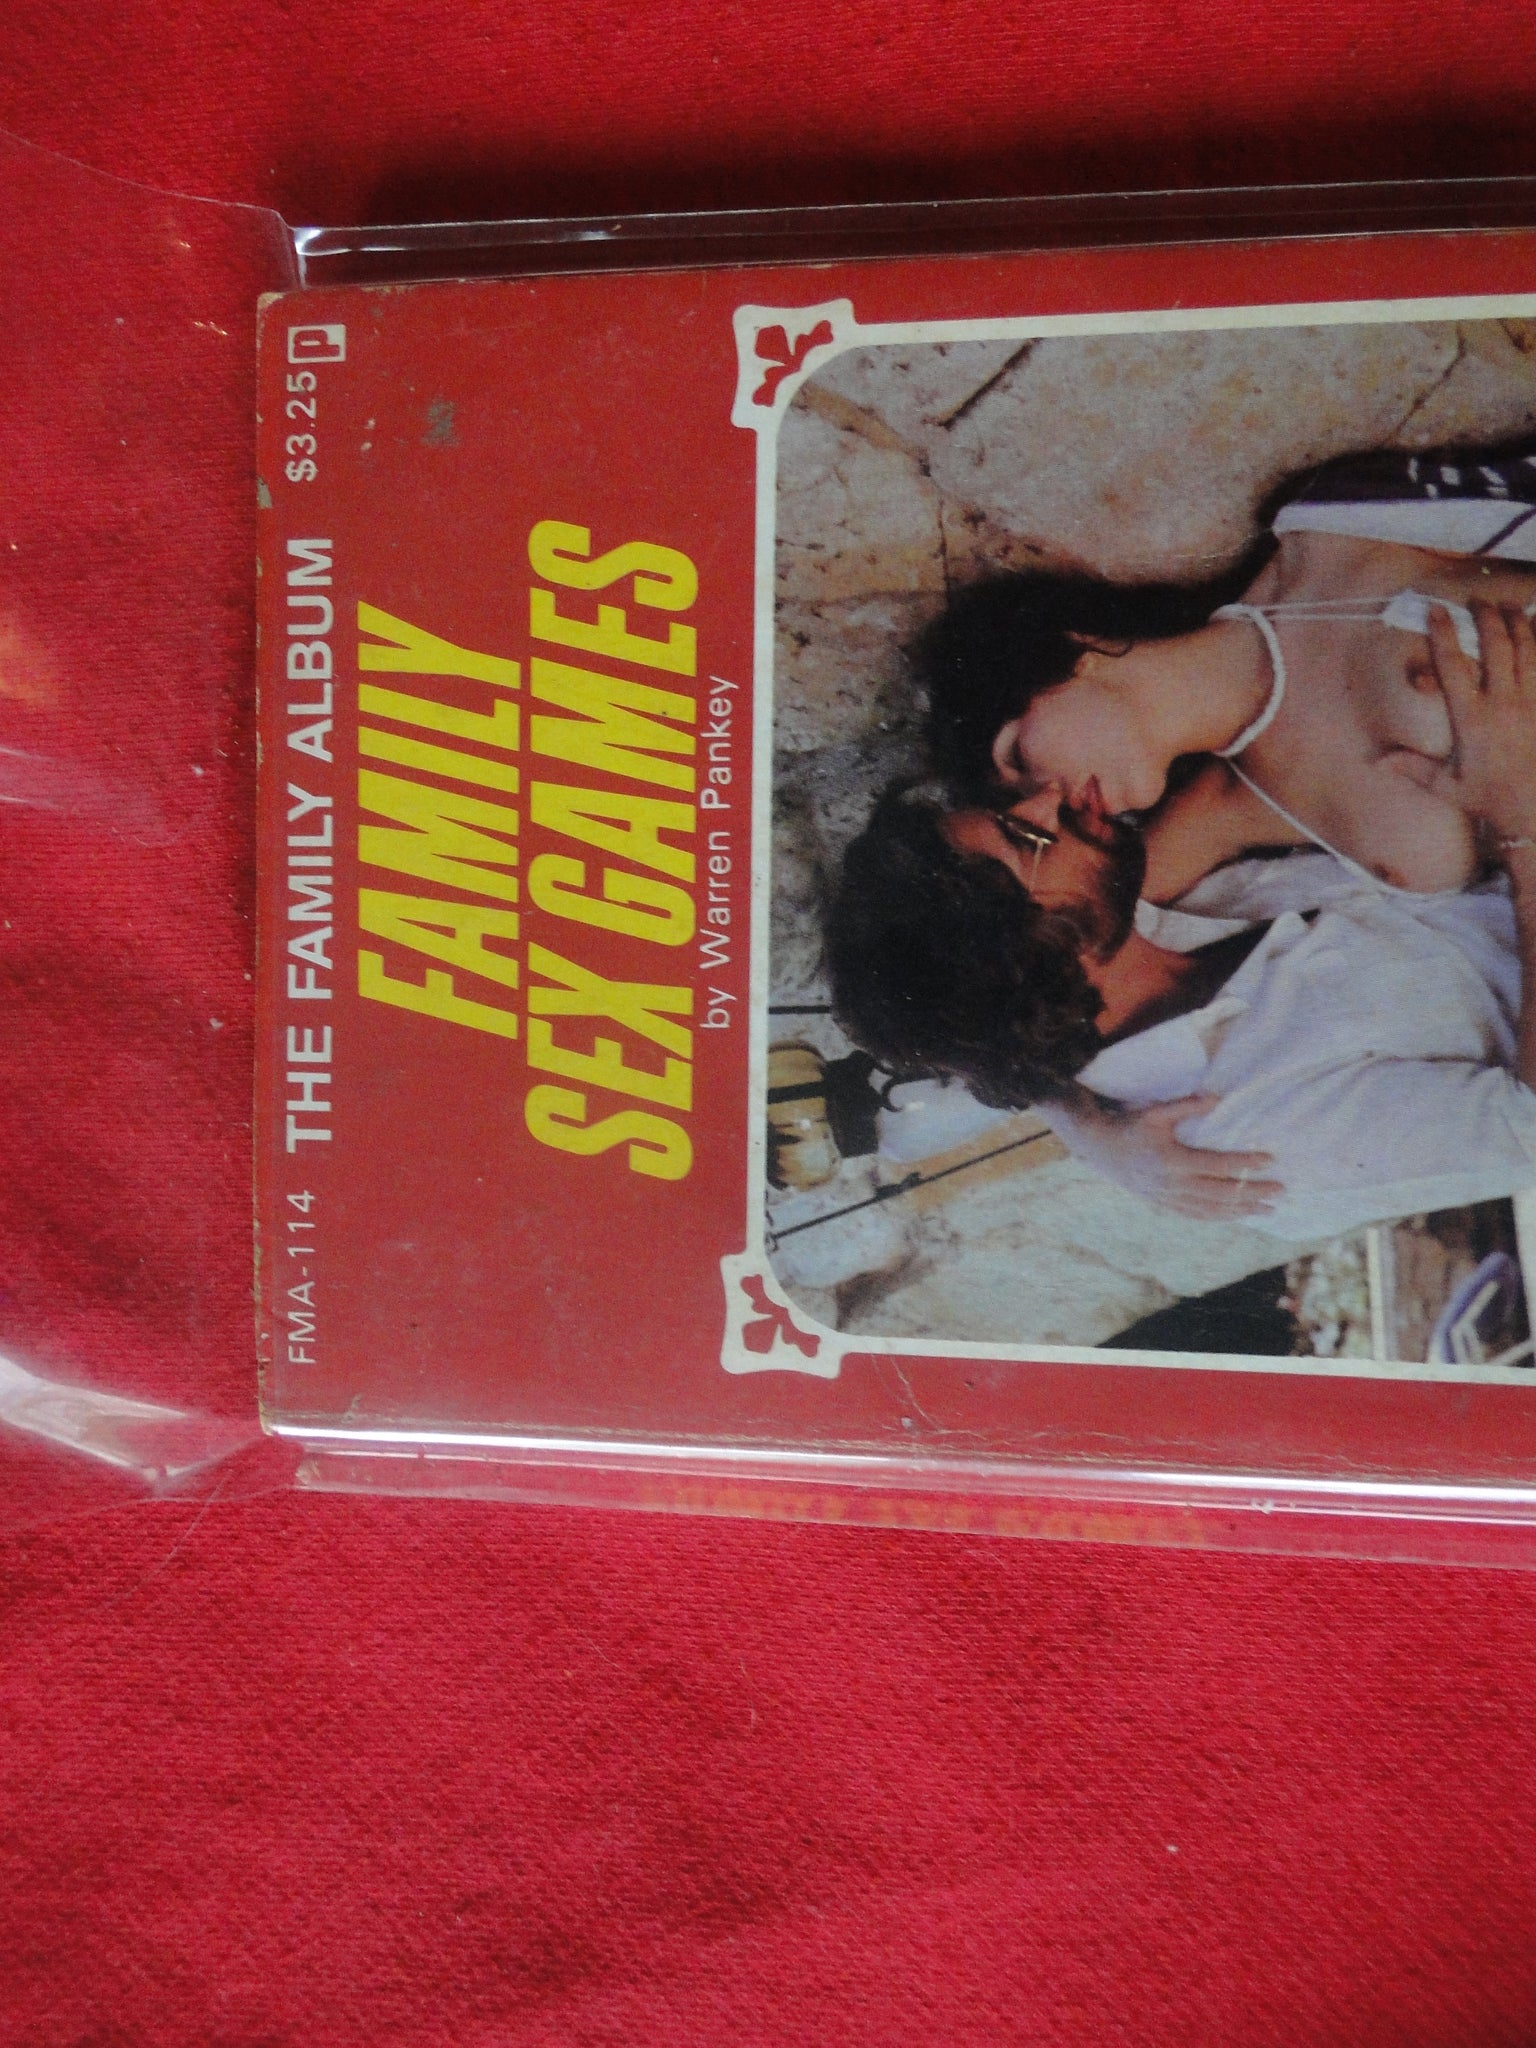 FMA-114 THE FAMILY ALBUM $3.25 p
FAMILY
SEX GAMES
by Warren Pankey